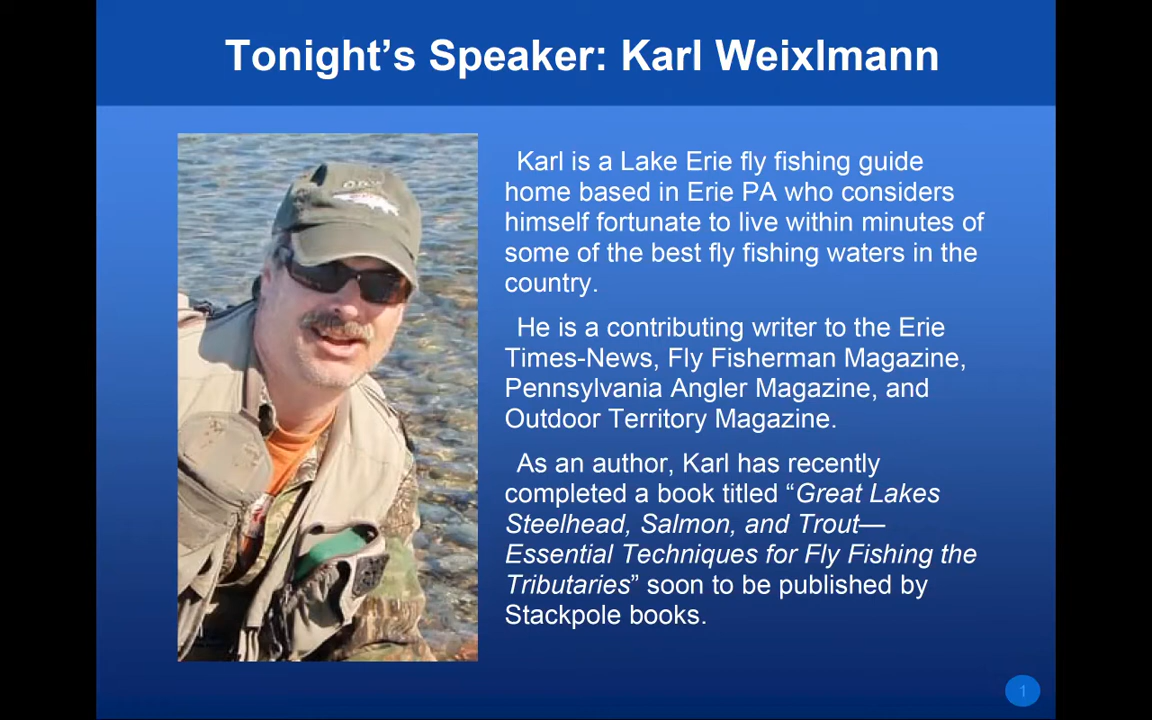 Tonight's Speaker: Karl Weixlmann
Karl is a Lake Erie fly fishing guide
home based in Erie PA who considers
himself fortunate to live within minutes of
some of the best fly fishing waters in the
country.
He is a contributing writer to the Erie
Times-News, Fly Fisherman Magazine,
Pennsylvania Angler Magazine, and
Outdoor Territory Magazine.
As an author, Karl has recently
completed a book titled “Great Lakes
Steelhead, Salmon, and Trout—
Essential Techniques for Fly Fishing the
Tributaries” soon to be published by
Stackpole books.
1